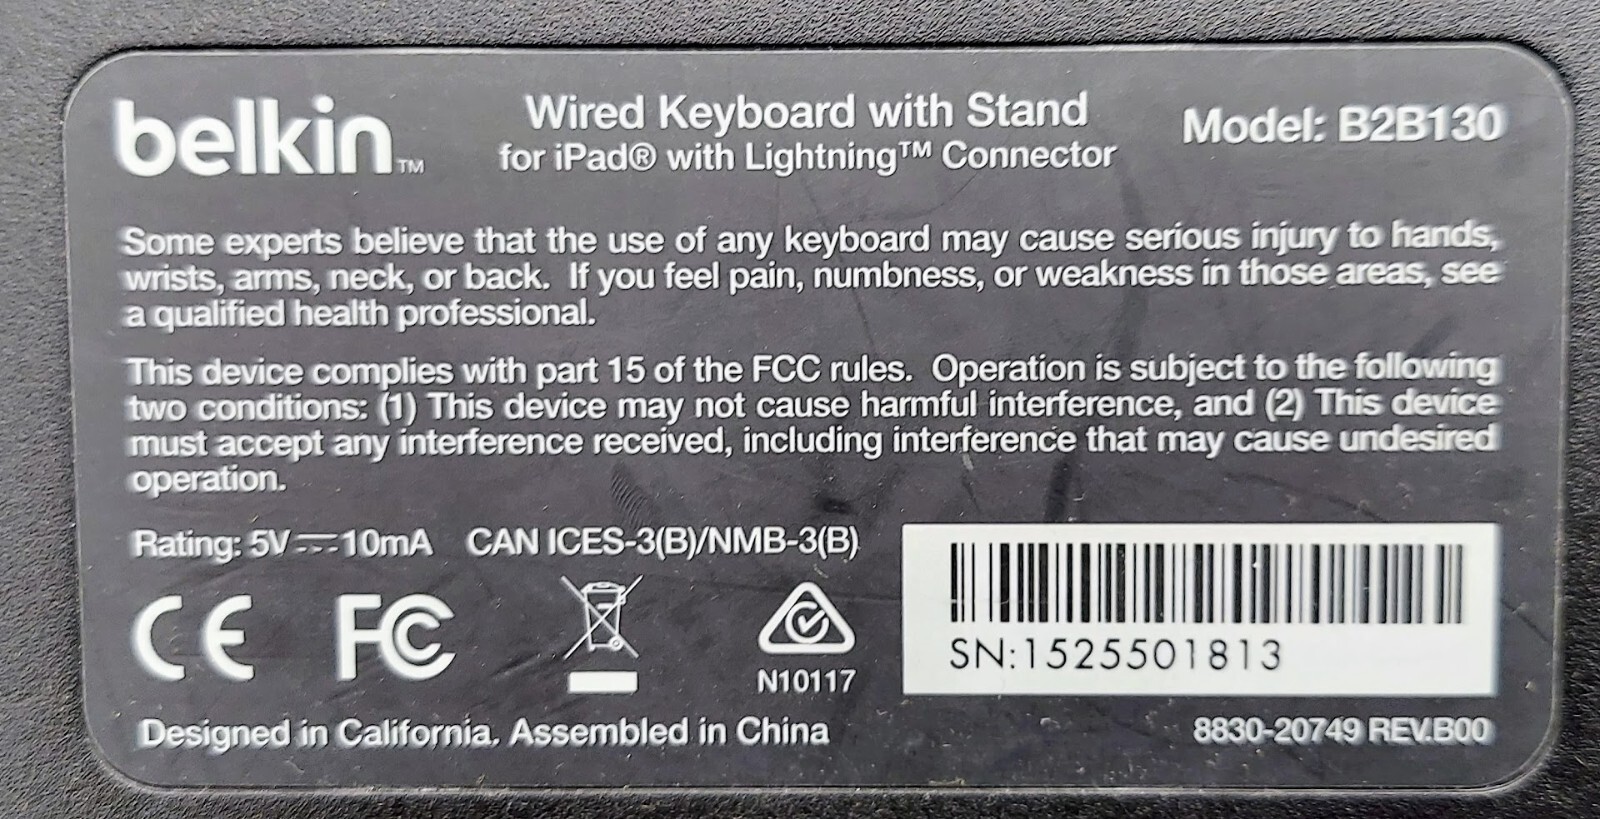 belkin™
Wired Keyboard with Stand
for iPad® with Lightning™ Connector
Model: B2B130
Some experts believe that the use of any keyboard may cause serious injury to hands,
wrists, arms, neck, or back.  If you feel pain, numbness, or weakness in those areas, see
a qualified health professional.
This device complies with part 15 of the FCC rules.  Operation is subject to the following
two conditions: (1) This device may not cause harmful interference, and (2) This device
must accept any interference received, including interference that may cause undesired
operation.
Rating: 5V⎓10mA CAN ICES-3(B)/NMB-3(B)
CE FC
N10117
SN:1525501813
Designed in California. Assembled in China
8830-20749 REV.B00